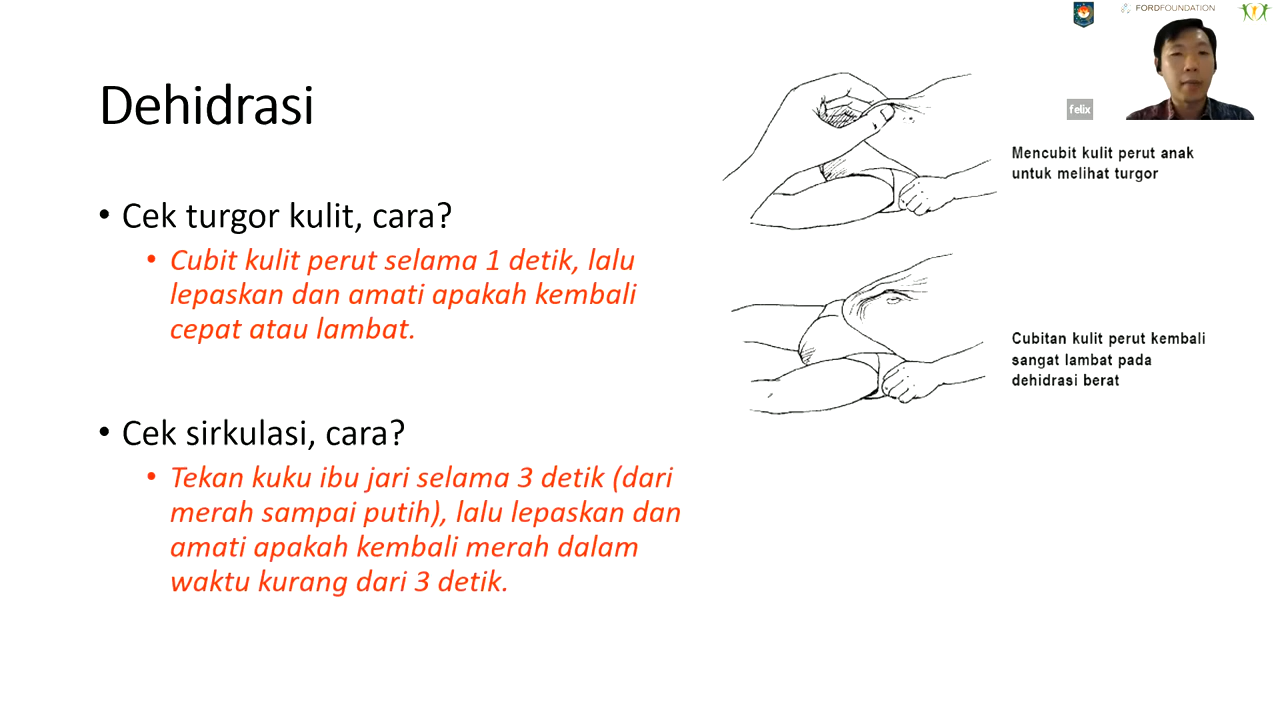 FORDFOUNDATION
felix
Dehidrasi
• Cek turgor kulit, cara?
• Cubit kulit perut selama 1 detik, lalu
lepaskan dan amati apakah kembali
cepat atau lambat.
• Cek sirkulasi, cara?
• Tekan kuku ibu jari selama 3 detik (dari
merah sampai putih), lalu lepaskan dan
amati apakah kembali merah dalam
waktu kurang dari 3 detik.
Mencubit kulit perut anak
untuk melihat turgor
Cubitan kulit perut kembali
sangat lambat pada
dehidrasi berat